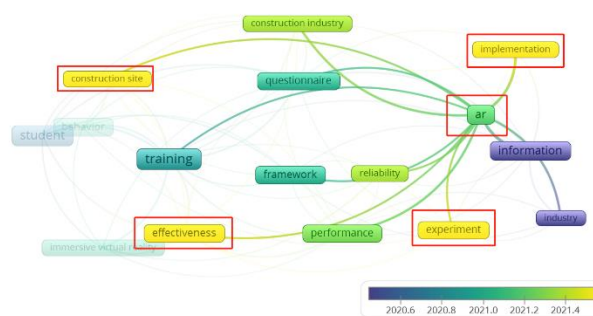 construction industry
implementation
construction site
questionnaire
ar
behavior
student
information
training
framework
reliability
industry
effectiveness
performance
experiment
immersive virtual reality
2020.6 2020.8 2021.0 2021.2 2021.4